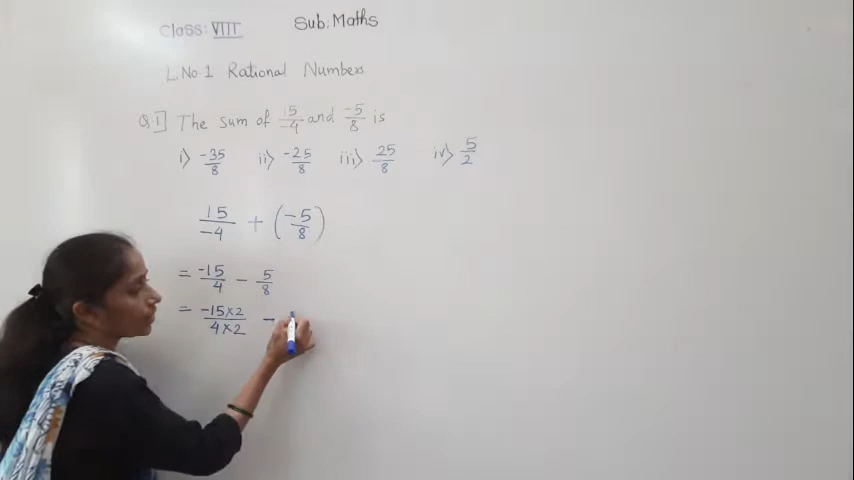 Class: VIII Sub. Maths
L.No.1 Rational Numbers
Q.1] The sum of 15/-4 and -5/8 is
i) -35/8 ii) -25/8 iii) 25/8 iv) 5/2
15/-4 + (-5/8)
= -15/4 - 5/8
= -15×2/4×2 -